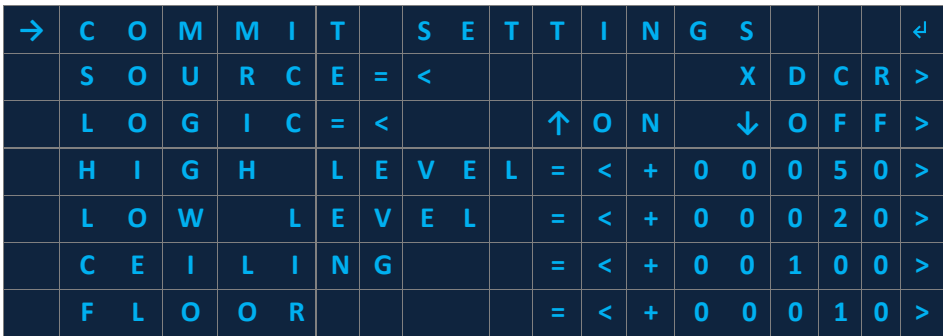 → COMMIT SETTINGS ↵
SOURCE=< XDCR>
LOGIC=< ↑ON ↓OFF>
HIGH LEVEL=<+00050>
LOW LEVEL =<+00020>
CEILING =<+00100>
FLOOR =<+00010>